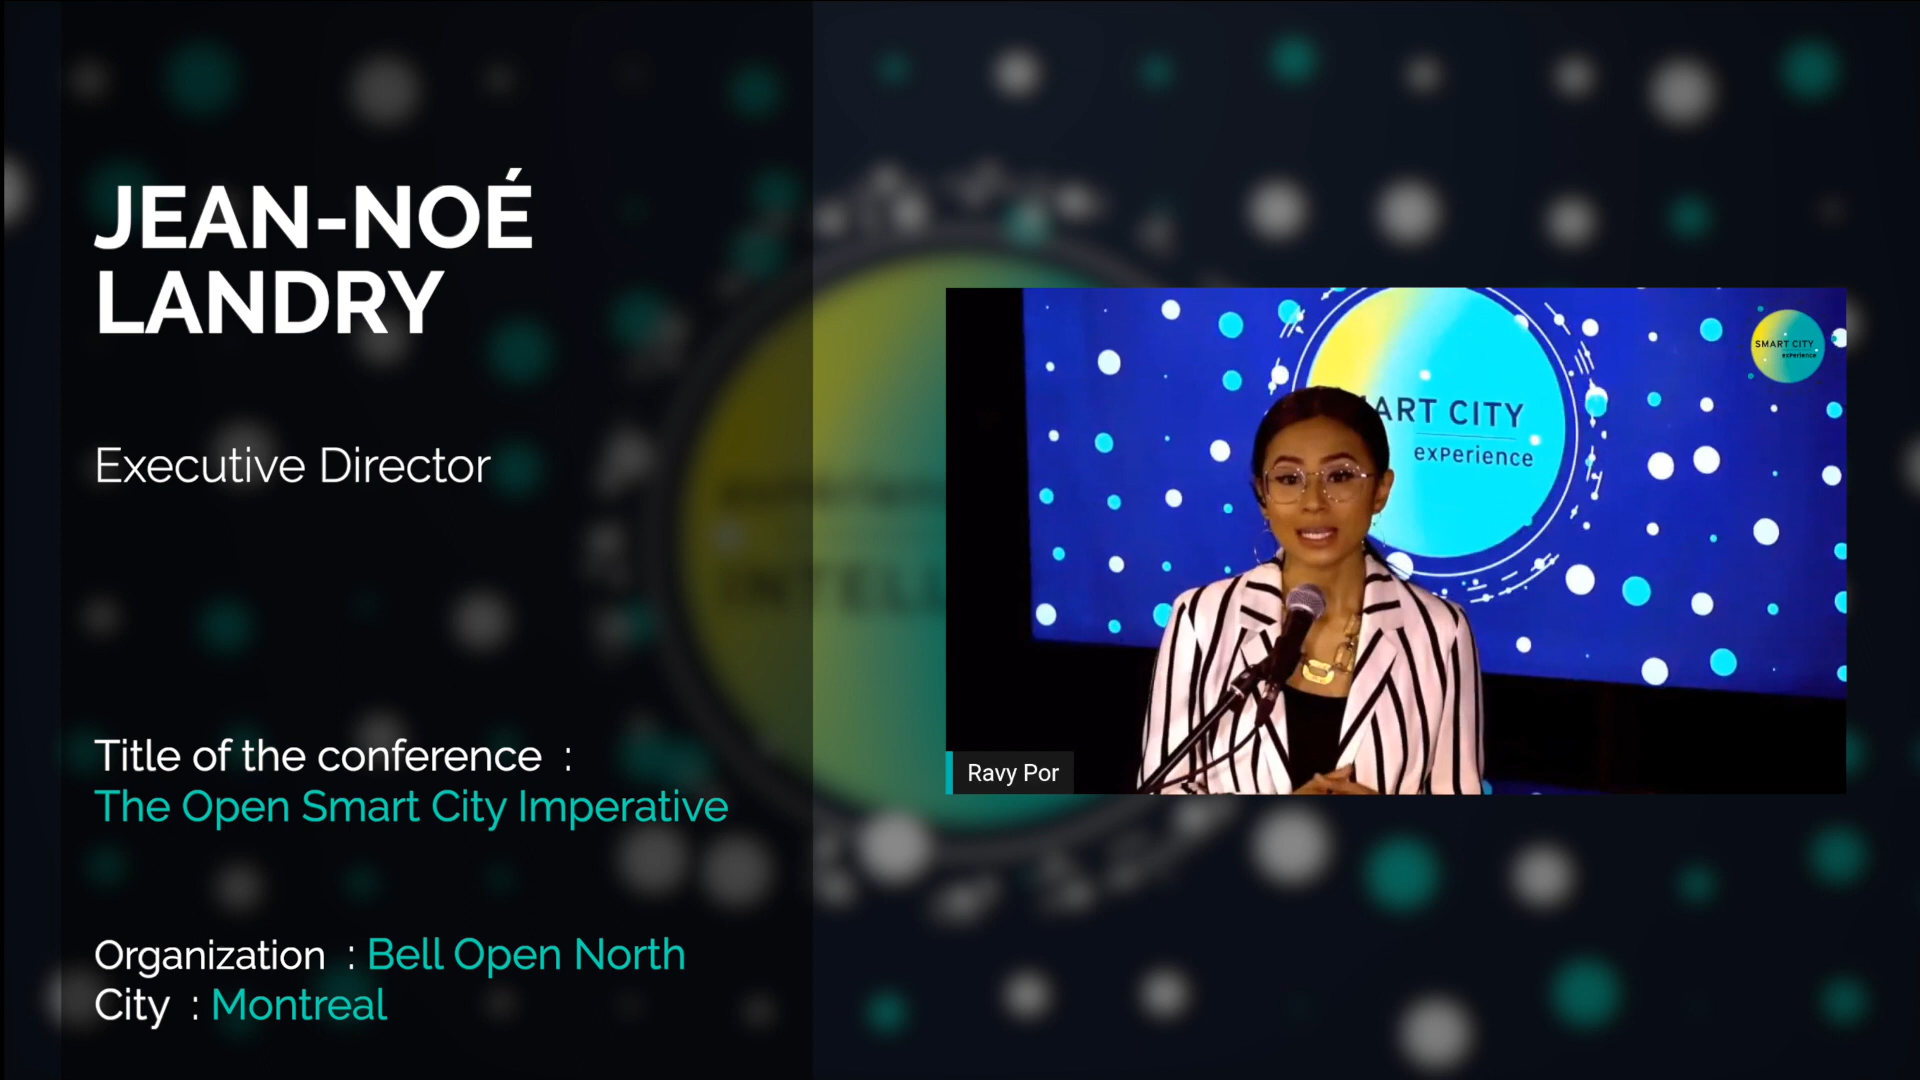 JEAN-NOÉ
LANDRY
Executive Director
Title of the conference :
The Open Smart City Imperative
Organization : Bell Open North
City : Montreal
SMART CITY
experience
ART CITY
experience
Ravy Por